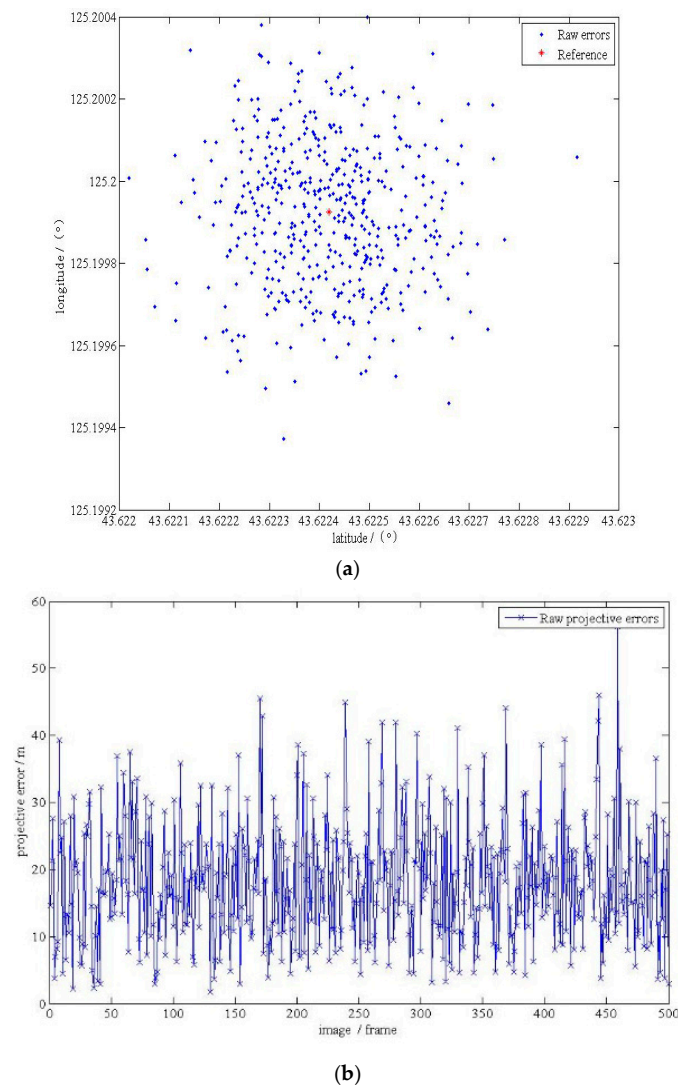 125.2004
Raw errors
Reference
125.2002
125.2
125.1998
125.1996
125.1994
125.1992
longitude / (°)
43.622 43.6221 43.6222 43.6223 43.6224 43.6225 43.6226 43.6227 43.6228 43.6229 43.623
latitude / (°)
(a)
60
Raw projective errors
50
40
30
20
10
0
projective error / m
0 50 100 150 200 250 300 350 400 450 500
image / frame
(b)